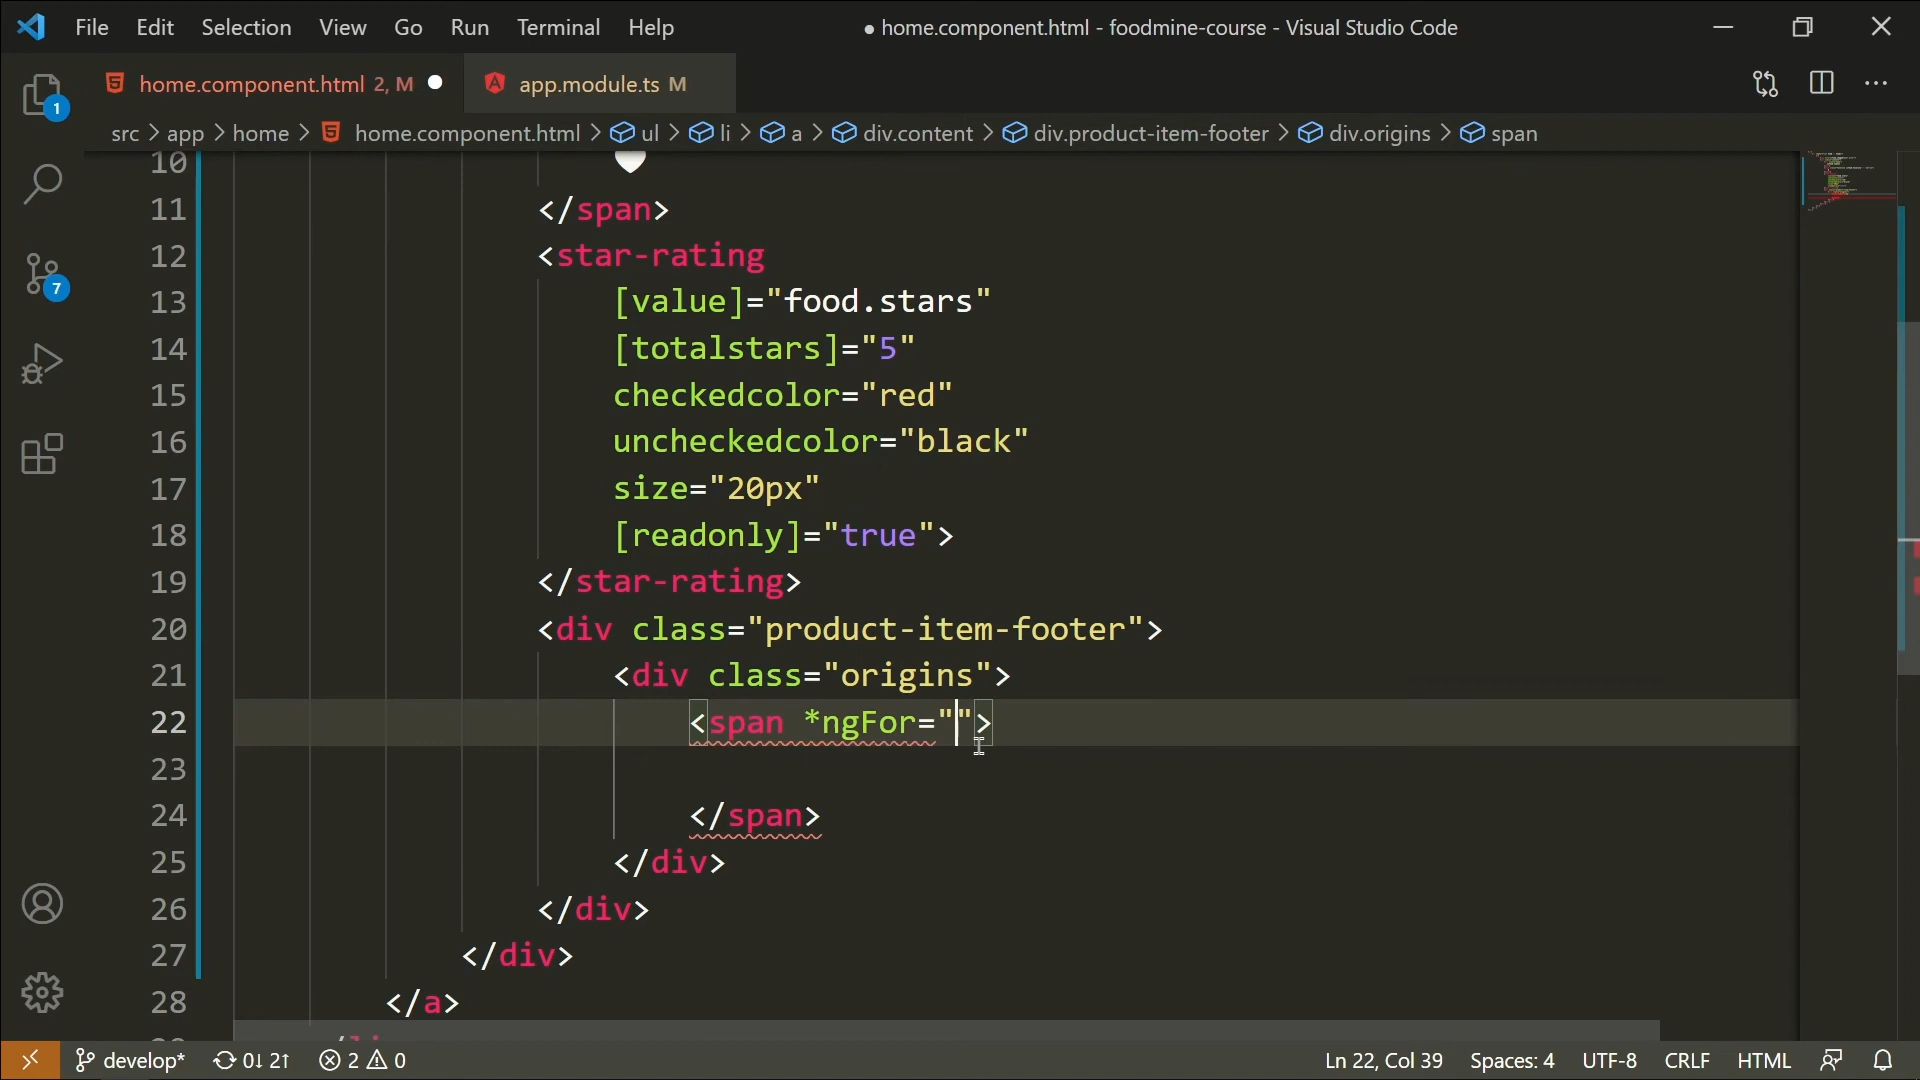 File Edit Selection View Go Run Terminal Help ● home.component.html - foodmine-course - Visual Studio Code
home.component.html 2, M ● app.module.ts M
src > app > home > home.component.html > ul > li > a > div.content > div.product-item-footer > div.origins > span
1
7
10
11 </span>
12 <star-rating
13 [value]="food.stars"
14 [totalstars]="5"
15 checkedcolor="red"
16 uncheckedcolor="black"
17 size="20px"
18 [readonly]="true">
19 </star-rating>
20 <div class="product-item-footer">
21 <div class="origins">
22 <span *ngFor="">
23
24 </span>
25 </div>
26 </div>
27 </div>
28 </a>
develop* 0↓ 2↑ 2 0 Ln 22, Col 39 Spaces: 4 UTF-8 CRLF HTML